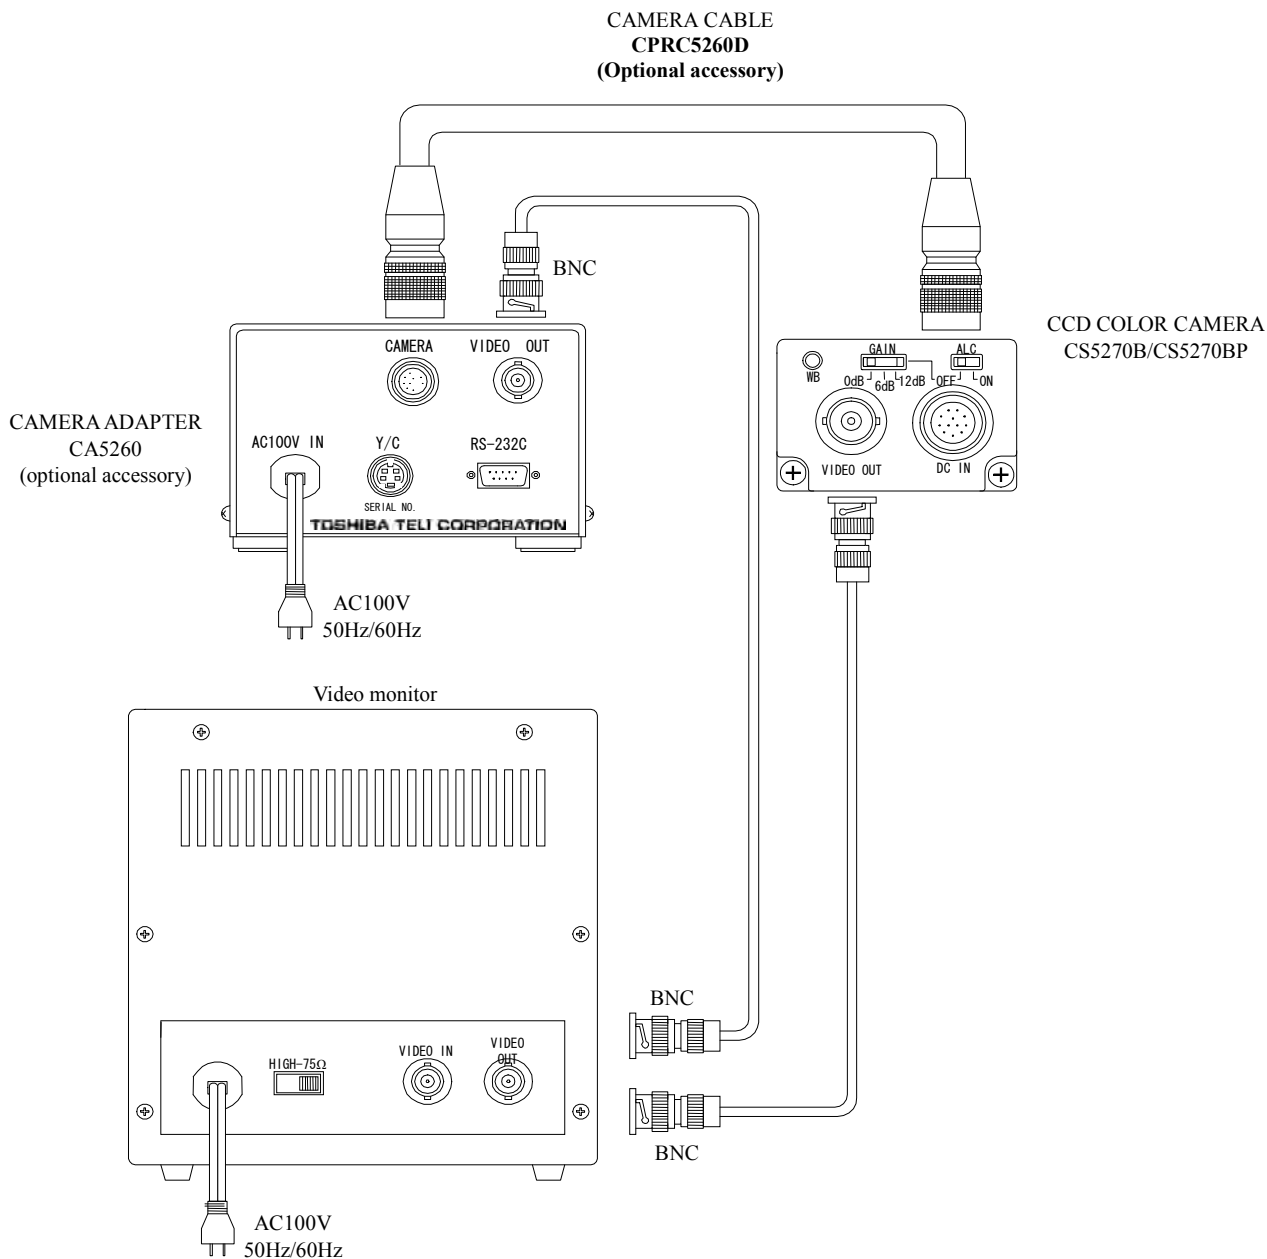 CAMERA CABLE
CPRC5260D
(Optional accessory)
BNC
CCD COLOR CAMERA
CS5270B/CS5270BP
GAIN
ALC
WB
0dB
6dB
12dB
OFF
ON
VIDEO OUT
DC IN
CAMERA
VIDEO OUT
CAMERA ADAPTER
CA5260
(optional accessory)
AC100V IN
Y/C
RS-232C
SERIAL NO.
TOSHIBA TELI CORPORATION
AC100V
50Hz/60Hz
Video monitor
BNC
HIGH-75Ω
VIDEO IN
VIDEO
OUT
BNC
AC100V
50Hz/60Hz